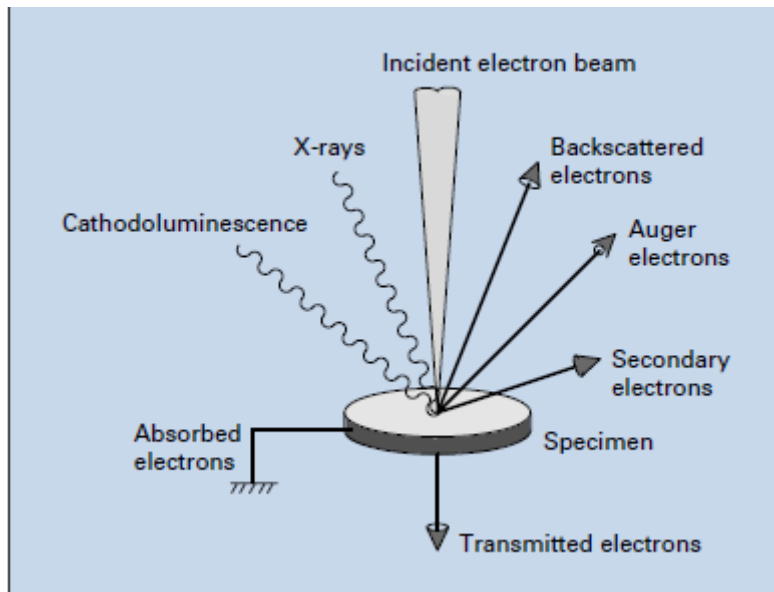 Incident electron beam
X-rays
Backscattered
electrons
Cathodoluminescence
Auger
electrons
Secondary
electrons
Absorbed
electrons
Specimen
Transmitted electrons